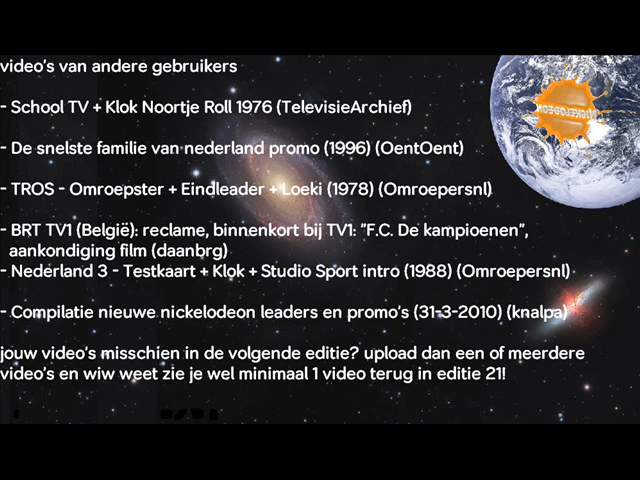 video's van andere gebruikers
- School TV + Klok Noortje Roll 1976 (TelevisieArchief)
- De snelste familie van nederland promo (1996) (OentOent)
- TROS - Omroepster + Eindleader + Loeki (1978) (Omroepersnl)
- BRT TV1 (België): reclame, binnenkort bij TV1: "F.C. De kampioenen",
aankondiging film (daanbrg)
- Nederland 3 - Testkaart + Klok + Studio Sport intro (1988) (Omroepersnl)
- Compilatie nieuwe nickelodeon leaders en promo's (31-3-2010) (knalpa)
jouw video's misschien in de volgende editie? upload dan een of meerdere
video's en wiw weet zie je wel minimaal 1 video terug in editie 21!
NICKELODEON